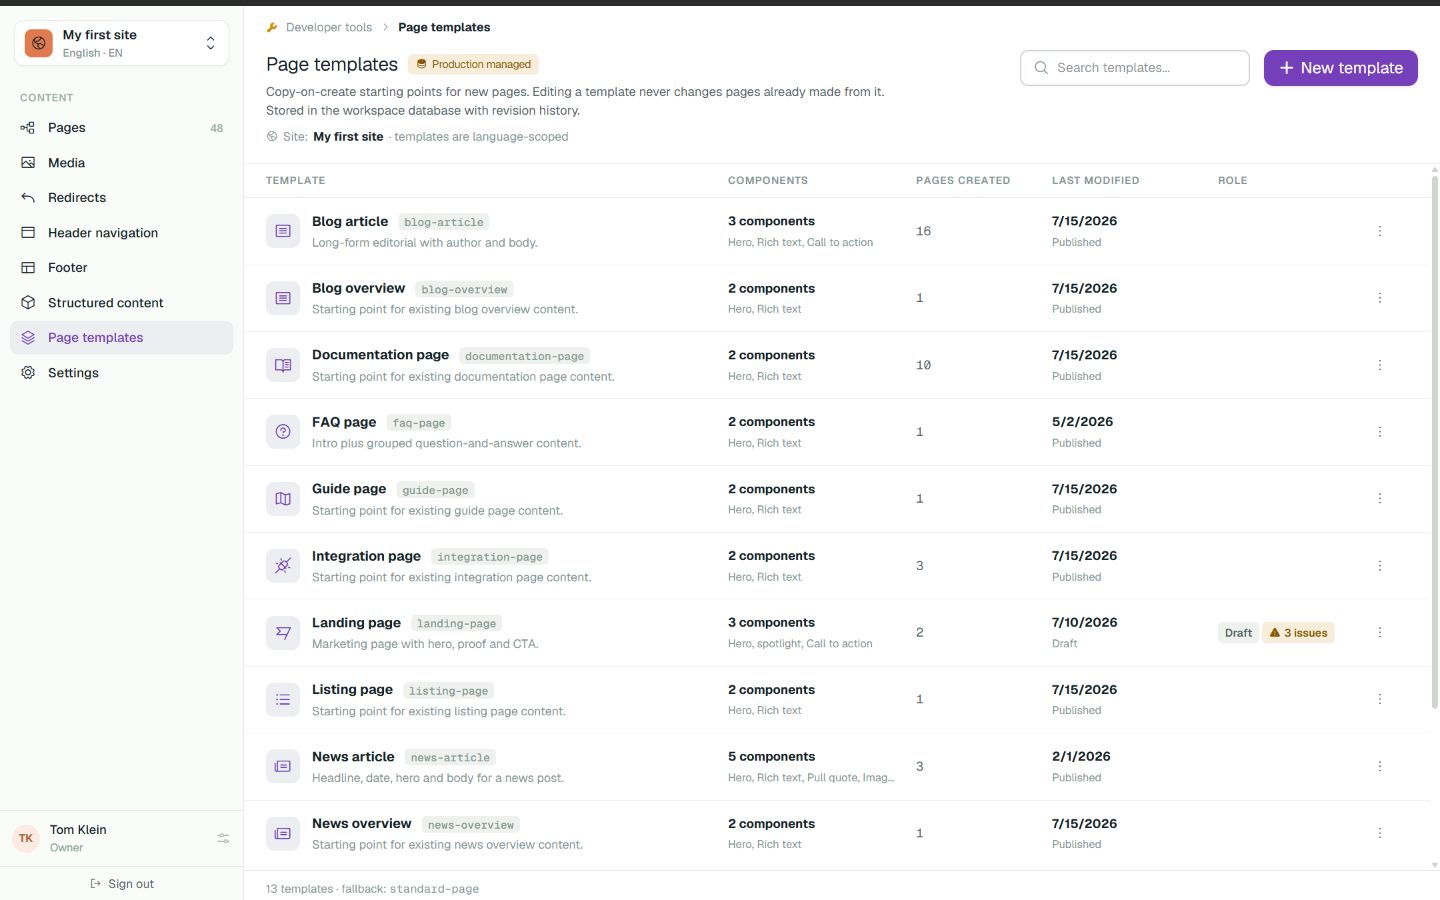 My first site
English · EN
CONTENT
Pages 48
Media
Redirects
Header navigation
Footer
Structured content
Page templates
Settings
TK
Tom Klein
Owner
Sign out
Developer tools > Page templates
Page templates Production managed
Copy-on-create starting points for new pages. Editing a template never changes pages already made from it.
Stored in the workspace database with revision history.
Site: My first site · templates are language-scoped
Search templates...
+ New template
TEMPLATE COMPONENTS PAGES CREATED LAST MODIFIED ROLE
Blog article blog-article 3 components 16 7/15/2026
Long-form editorial with author and body. Hero, Rich text, Call to action Published
Blog overview blog-overview 2 components 1 7/15/2026
Starting point for existing blog overview content. Hero, Rich text Published
Documentation page documentation-page 2 components 10 7/15/2026
Starting point for existing documentation page content. Hero, Rich text Published
FAQ page faq-page 2 components 1 5/2/2026
Intro plus grouped question-and-answer content. Hero, Rich text Published
Guide page guide-page 2 components 1 7/15/2026
Starting point for existing guide page content. Hero, Rich text Published
Integration page integration-page 2 components 3 7/15/2026
Starting point for existing integration page content. Hero, Rich text Published
Landing page landing-page 3 components 2 7/10/2026 Draft 3 issues
Marketing page with hero, proof and CTA. Hero, spotlight, Call to action Draft
Listing page listing-page 2 components 1 7/15/2026
Starting point for existing listing page content. Hero, Rich text Published
News article news-article 5 components 3 2/1/2026
Headline, date, hero and body for a news post. Hero, Rich text, Pull quote, Imag... Published
News overview news-overview 2 components 1 7/15/2026
Starting point for existing news overview content. Hero, Rich text Published
13 templates · fallback: standard-page